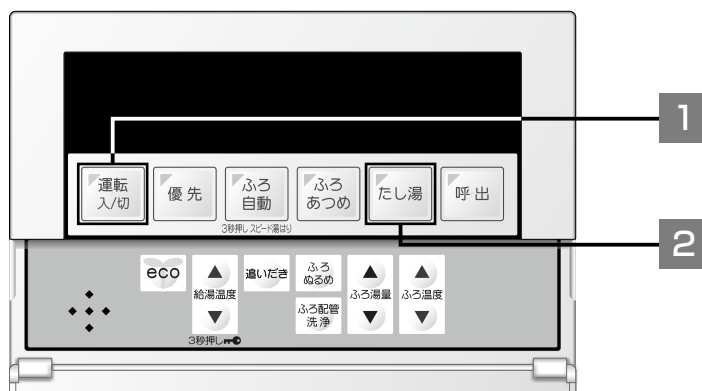 1
運転
入/切
優先
ふろ
自動
ふろ
あつめ
たし湯
呼出
3秒押し スピード湯はり
2
eco
給湯温度
3秒押し
追いだき
ふろ
ぬるめ
ふろ配管
洗浄
ふろ湯量
ふろ温度